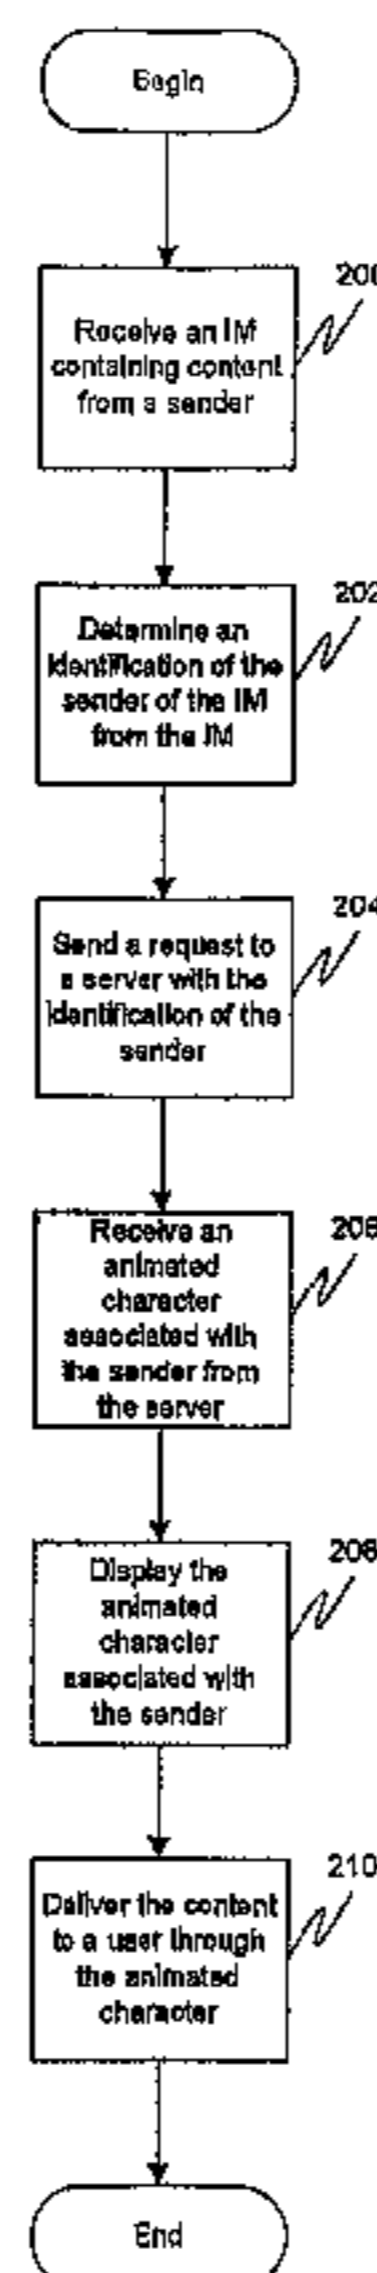 Begin
200
Receive an IM
containing content
from a sender
202
Determine an
identification of the
sender of the IM
from the IM
204
Send a request to
a server with the
identification of the
sender
206
Receive an
animated
character
associated with
the sender from
the server
208
Display the
animated
character
associated with
the sender
210
Deliver the content
to a user through
the animated
character
End